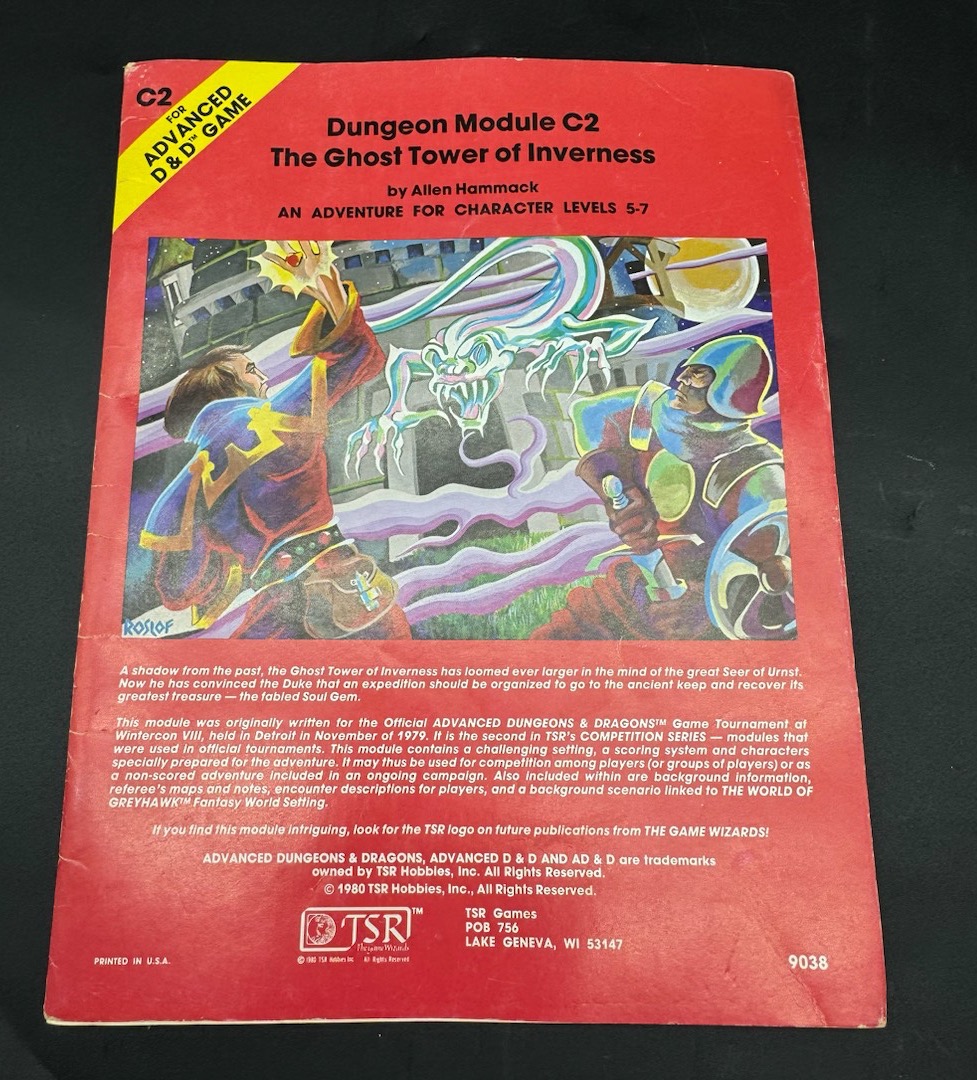 C2
FOR
ADVANCED
D & D™ GAME
Dungeon Module C2
The Ghost Tower of Inverness
by Allen Hammack
AN ADVENTURE FOR CHARACTER LEVELS 5-7
ROSLOF
A shadow from the past, the Ghost Tower of Inverness has loomed ever larger in the mind of the great Seer of Urnst.
Now he has convinced the Duke that an expedition should be organized to go to the ancient keep and recover its
greatest treasure — the fabled Soul Gem.
This module was originally written for the Official ADVANCED DUNGEONS & DRAGONS™ Game Tournament at
Wintercon VIII, held in Detroit in November of 1979. It is the second in TSR's COMPETITION SERIES — modules that
were used in official tournaments. This module contains a challenging setting, a scoring system and characters
specially prepared for the adventure. It may thus be used for competition among players (or groups of players) or as
a non-scored adventure included in an ongoing campaign. Also included within are background information,
referee's maps and notes, encounter descriptions for players, and a background scenario linked to THE WORLD OF
GREYHAWK™ Fantasy World Setting.
If you find this module intriguing, look for the TSR logo on future publications from THE GAME WIZARDS!
ADVANCED DUNGEONS & DRAGONS, ADVANCED D & D AND AD & D are trademarks
owned by TSR Hobbies, Inc. All Rights Reserved.
© 1980 TSR Hobbies, Inc., All Rights Reserved.
TSR™
The Game Wizards
© 1980 TSR Hobbies Inc All Rights Reserved
TSR Games
POB 756
LAKE GENEVA, WI 53147
PRINTED IN U.S.A.
9038